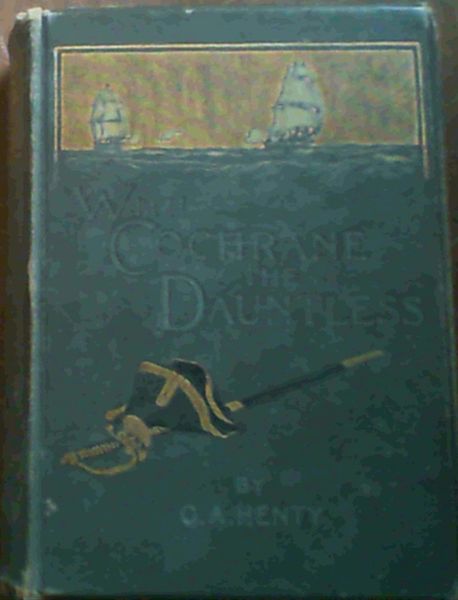 With
Cochrane
the
Dauntless
By
G.A. Henty